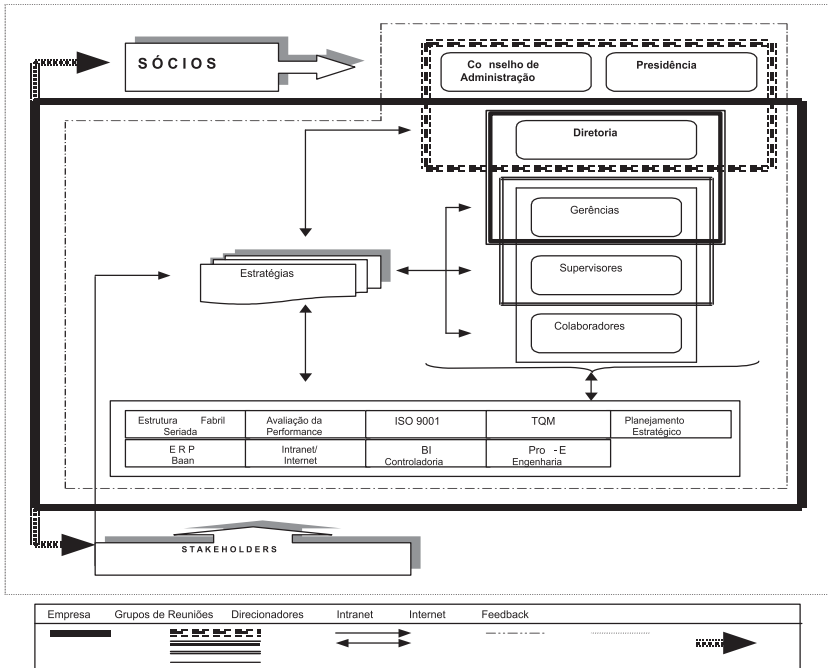 SÓCIOS
Co nselho de
Administração
Presidência
Diretoria
Gerências
Estratégias
Supervisores
Colaboradores
Estrutura Fabril
Seriada
Avaliação da
Performance
ISO 9001
TQM
Planejamento
Estratégico
E R P
Baan
Intranet/
Internet
BI
Controladoria
Pro -E
Engenharia
STAKEHOLDERS
Empresa Grupos de Reuniões Direcionadores Intranet Internet Feedback